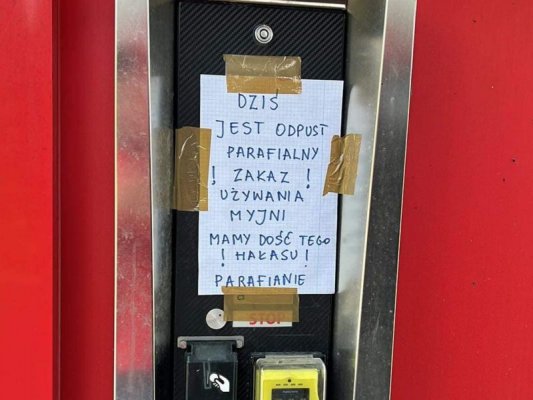 DZIŚ
JEST ODPUST
PARAFIALNY
! ZAKAZ !
UŻYWANIA
MYJNI
MAMY DOŚĆ TEGO
! HAŁASU !
PARAFIANIE
STOP